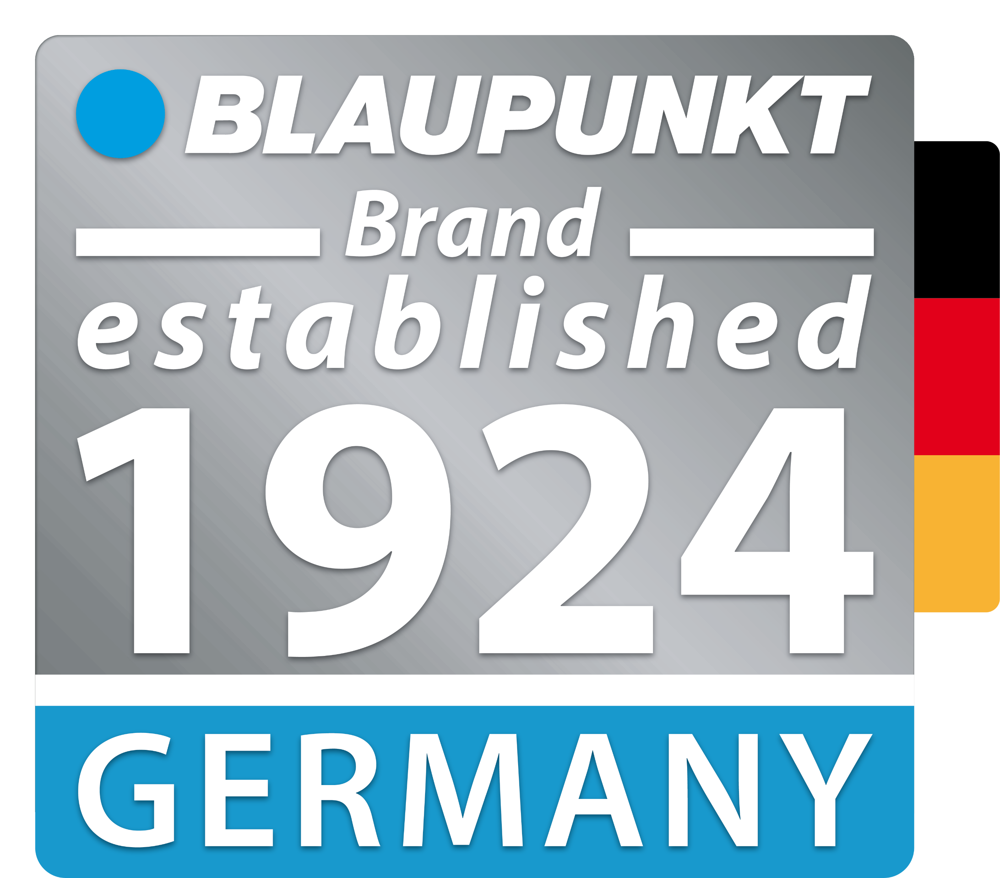 BLAUPUNKT
Brand
established
1924
GERMANY